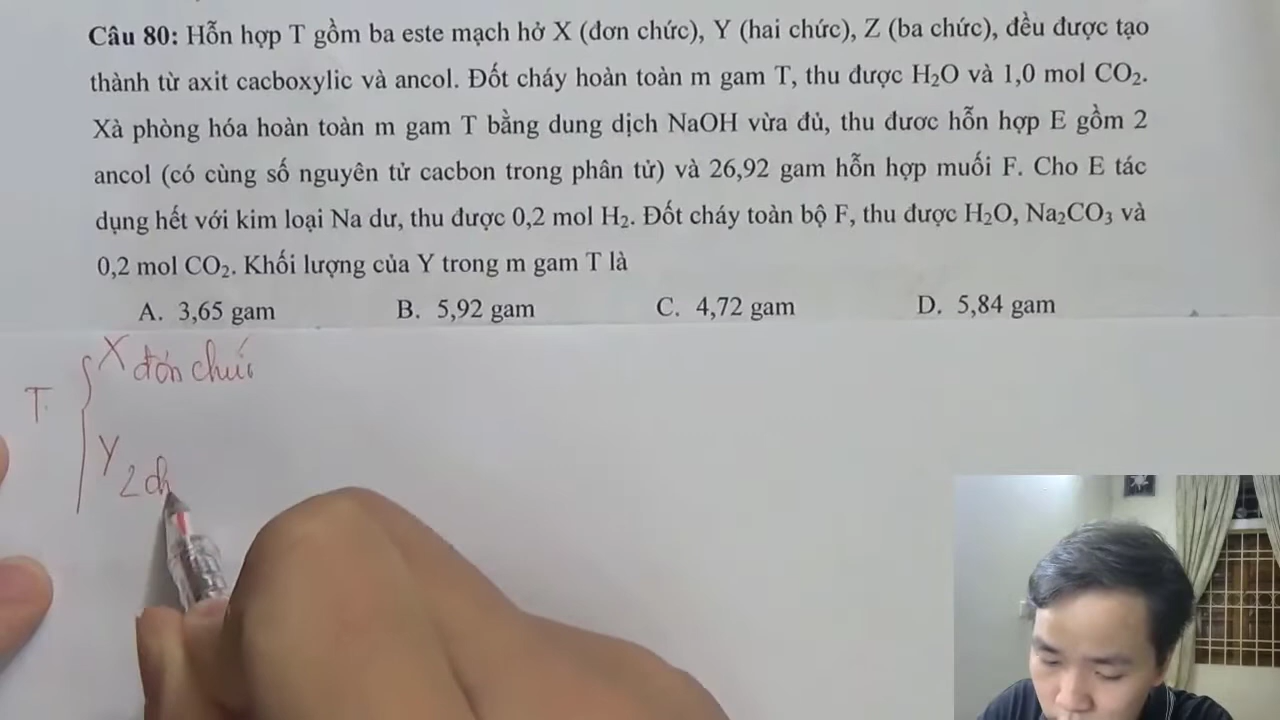 Câu 80: Hỗn hợp T gồm ba este mạch hở X (đơn chức), Y (hai chức), Z (ba chức), đều được tạo
thành từ axit cacboxylic và ancol. Đốt cháy hoàn toàn m gam T, thu được H₂O và 1,0 mol CO₂.
Xà phòng hóa hoàn toàn m gam T bằng dung dịch NaOH vừa đủ, thu đươc hỗn hợp E gồm 2
ancol (có cùng số nguyên tử cacbon trong phân tử) và 26,92 gam hỗn hợp muối F. Cho E tác
dụng hết với kim loại Na dư, thu được 0,2 mol H₂. Đốt cháy toàn bộ F, thu được H₂O, Na₂CO₃ và
0,2 mol CO₂. Khối lượng của Y trong m gam T là
A. 3,65 gam B. 5,92 gam C. 4,72 gam D. 5,84 gam
X đơn chức
T
Y 2 ch